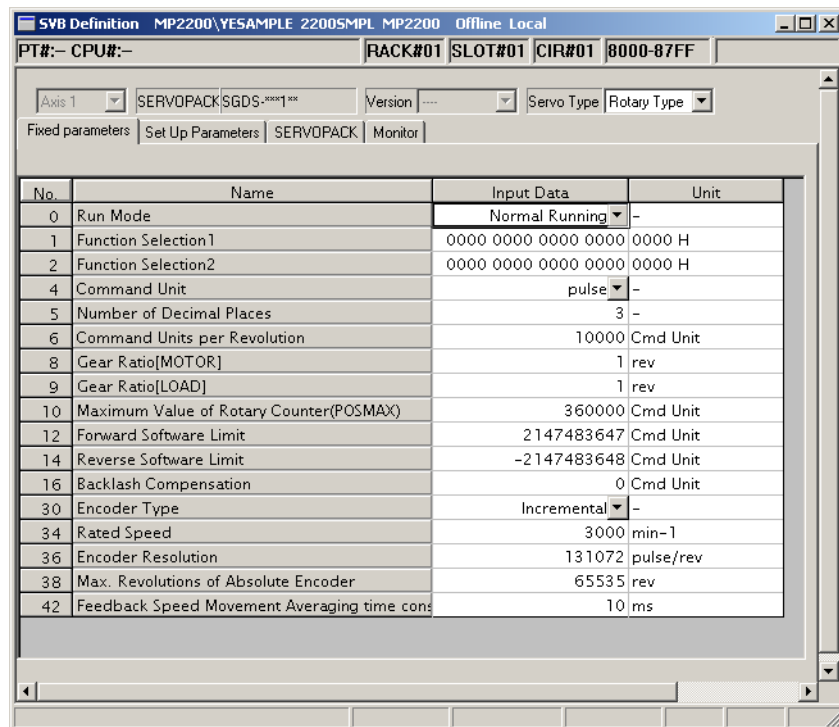 SVB Definition MP2200\YESAMPLE 2200SMPL MP2200 Offline Local
PT#:– CPU#:– RACK#01 SLOT#01 CIR#01 8000-87FF
Axis 1 SERVOPACK SGDS-***1** Version ---- Servo Type Rotary Type
Fixed parameters Set Up Parameters SERVOPACK Monitor
No. Name Input Data Unit
0 Run Mode Normal Running –
1 Function Selection1 0000 0000 0000 0000 0000 H
2 Function Selection2 0000 0000 0000 0000 0000 H
4 Command Unit pulse –
5 Number of Decimal Places 3 –
6 Command Units per Revolution 10000 Cmd Unit
8 Gear Ratio[MOTOR] 1 rev
9 Gear Ratio[LOAD] 1 rev
10 Maximum Value of Rotary Counter(POSMAX) 360000 Cmd Unit
12 Forward Software Limit 2147483647 Cmd Unit
14 Reverse Software Limit -2147483648 Cmd Unit
16 Backlash Compensation 0 Cmd Unit
30 Encoder Type Incremental –
34 Rated Speed 3000 min-1
36 Encoder Resolution 131072 pulse/rev
38 Max. Revolutions of Absolute Encoder 65535 rev
42 Feedback Speed Movement Averaging time cons 10 ms